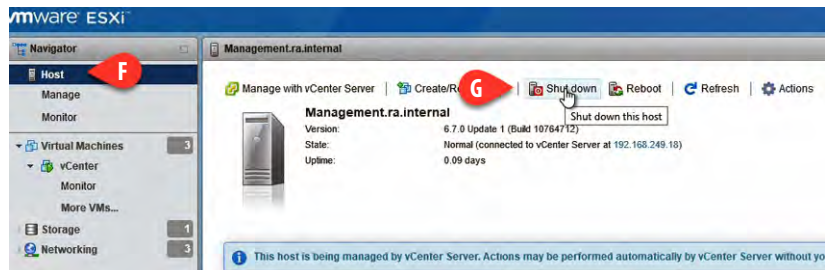 vmware ESXi™
Navigator
Management.ra.internal
Host
F
Manage
Monitor
Virtual Machines 3
vCenter
Monitor
More VMs...
Storage 1
Networking 3
Manage with vCenter Server | Create/R G | Shut down Reboot | Refresh | Actions
Shut down this host
Management.ra.internal
Version: 6.7.0 Update 1 (Build 10764712)
State: Normal (connected to vCenter Server at 192.168.249.18)
Uptime: 0.09 days
This host is being managed by vCenter Server. Actions may be performed automatically by vCenter Server without yo